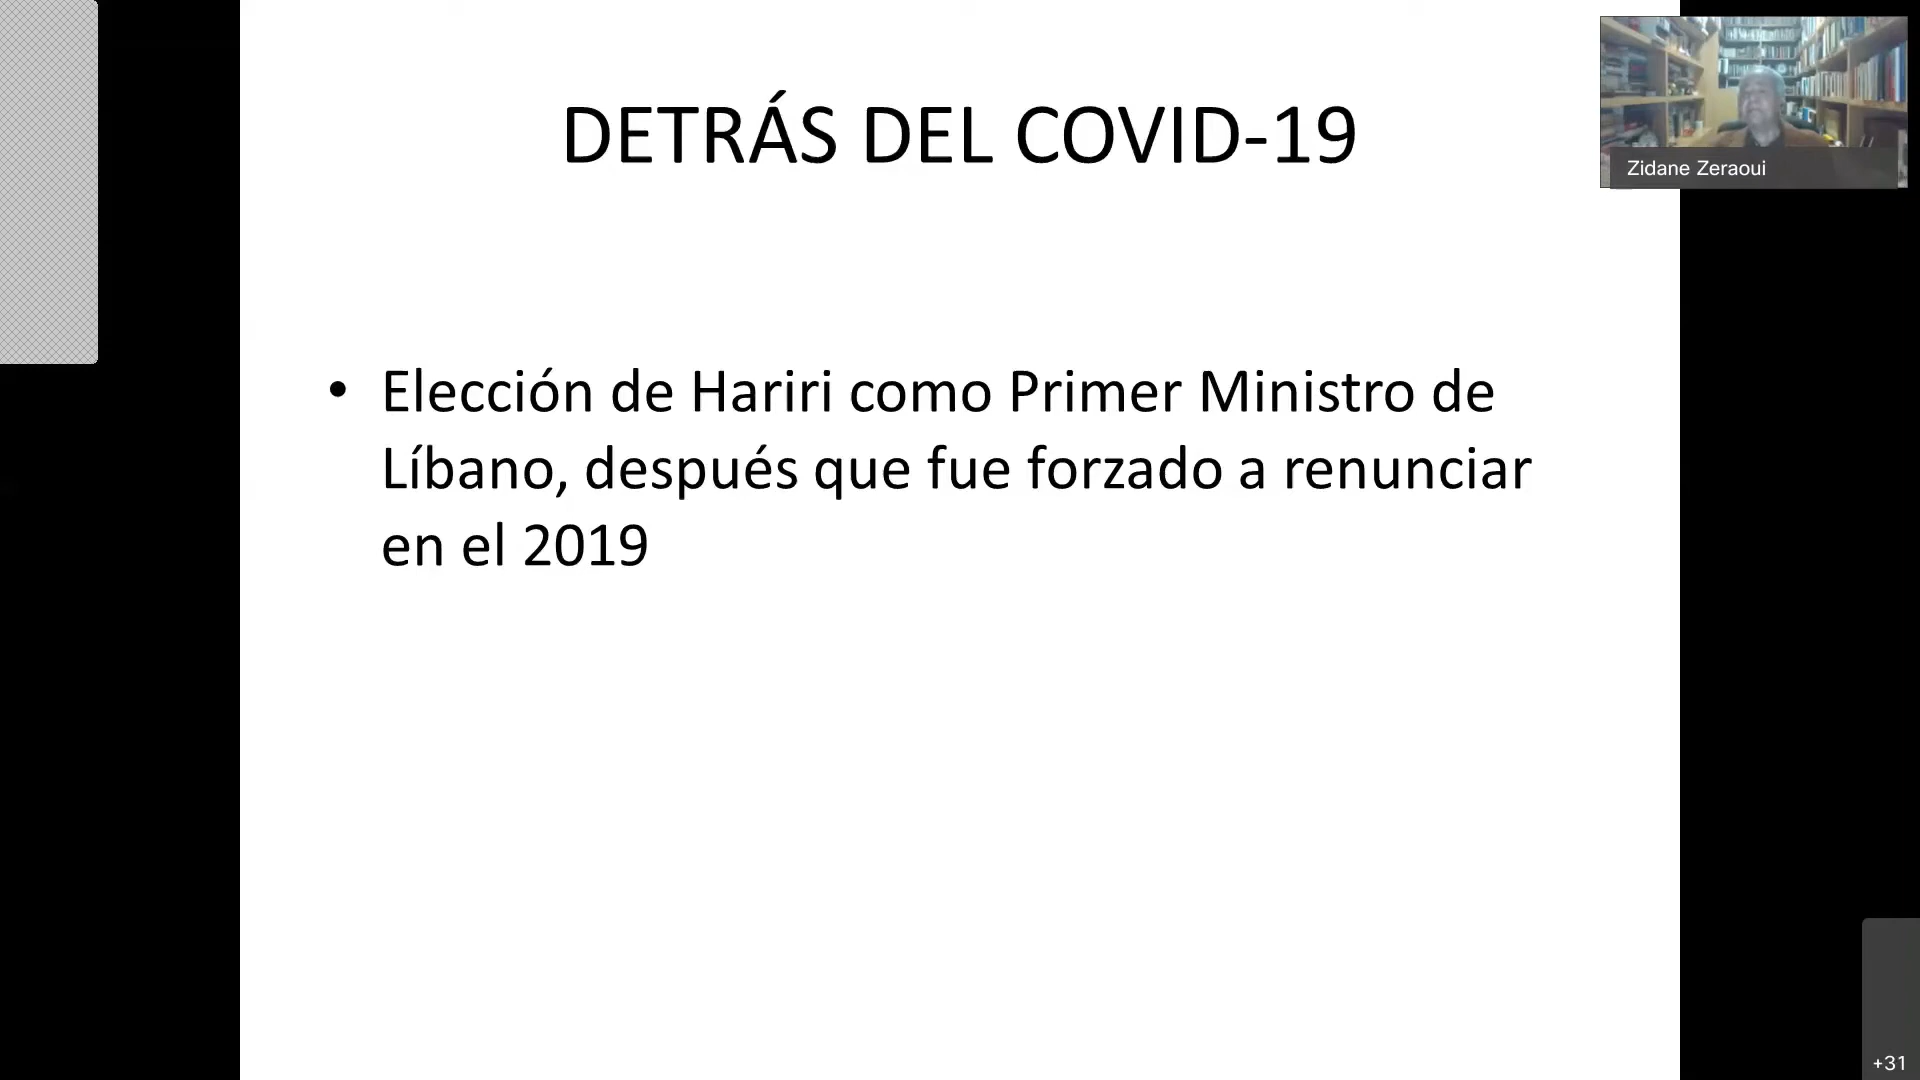 DETRÁS DEL COVID-19
Zidane Zeraoui
• Elección de Hariri como Primer Ministro de
Líbano, después que fue forzado a renunciar
en el 2019
+31